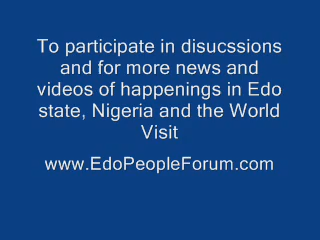 To participate in disucssions
and for more news and
videos of happenings in Edo
state, Nigeria and the World
Visit
www.EdoPeopleForum.com